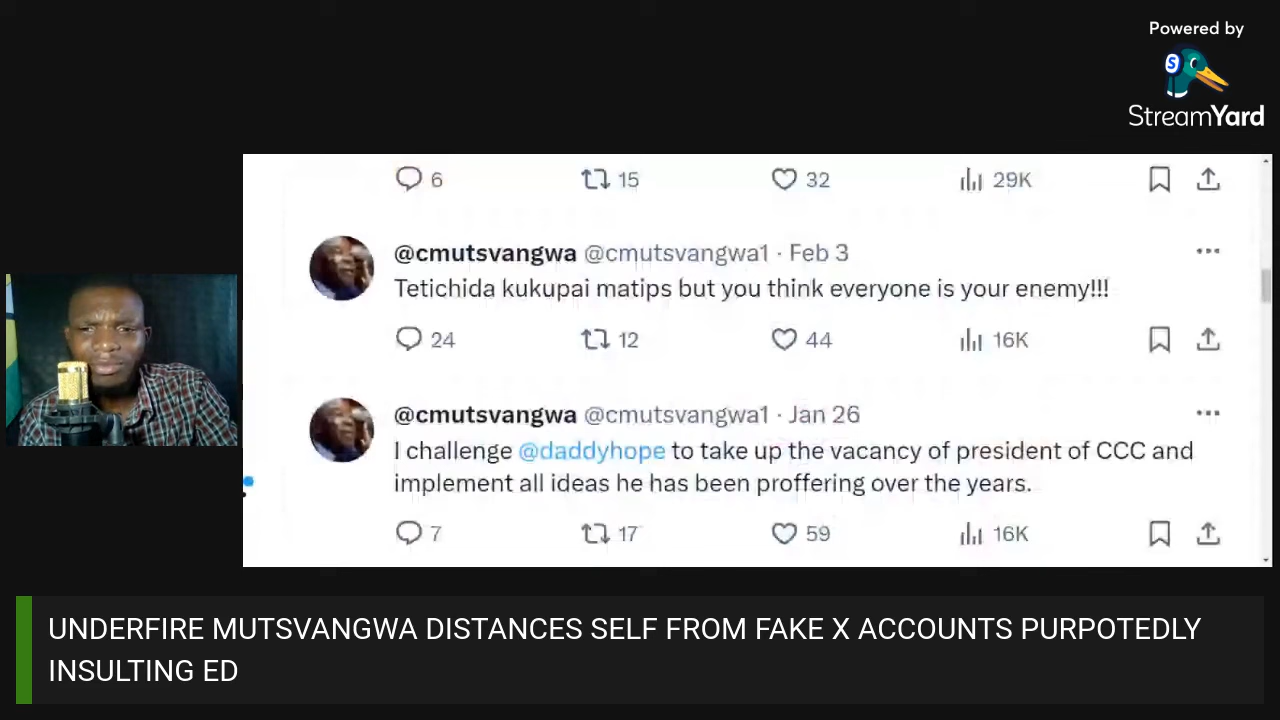 Powered by
S
StreamYard
6 15 32 29K
@cmutsvangwa @cmutsvangwa1 · Feb 3
Tetichida kukupai matips but you think everyone is your enemy!!!
24 12 44 16K
@cmutsvangwa @cmutsvangwa1 · Jan 26
I challenge @daddyhope to take up the vacancy of president of CCC and
implement all ideas he has been proffering over the years.
7 17 59 16K
UNDERFIRE MUTSVANGWA DISTANCES SELF FROM FAKE X ACCOUNTS PURPOTEDLY
INSULTING ED